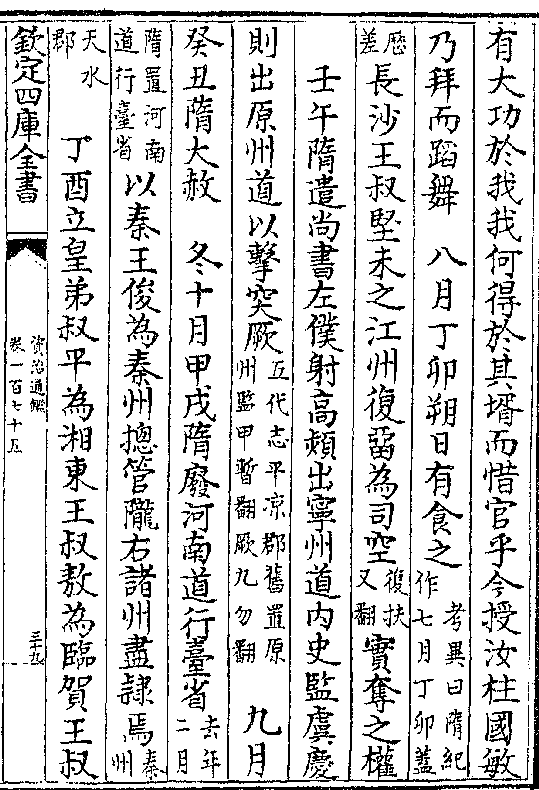 有大功於我我何得於其壻而惜官乎今授汝柱國敏
乃拜而蹈舞　八月丁卯朔日有食之考異曰隋紀作七月丁卯蓋
歷差長沙王叔堅未之江州復留為司空復扶又翻實奪之權
壬午隋遣尚書左僕射高熲出寧州道内史監虞慶
則出原州道以擊突厥五代志平凉郡舊置原州監甲暫翻厥九勿翻　九月
癸丑隋大赦　冬十月甲戌隋廢河南道行臺省去年二月
隋置河南道行臺省以秦王俊為秦州摠管隴右諸州盡隸焉秦州
天水郡　丁酉立皇弟叔平為湘東王叔敖為臨賀王叔
欽定四庫全書
資治通鑑
卷一百七十五
三十九